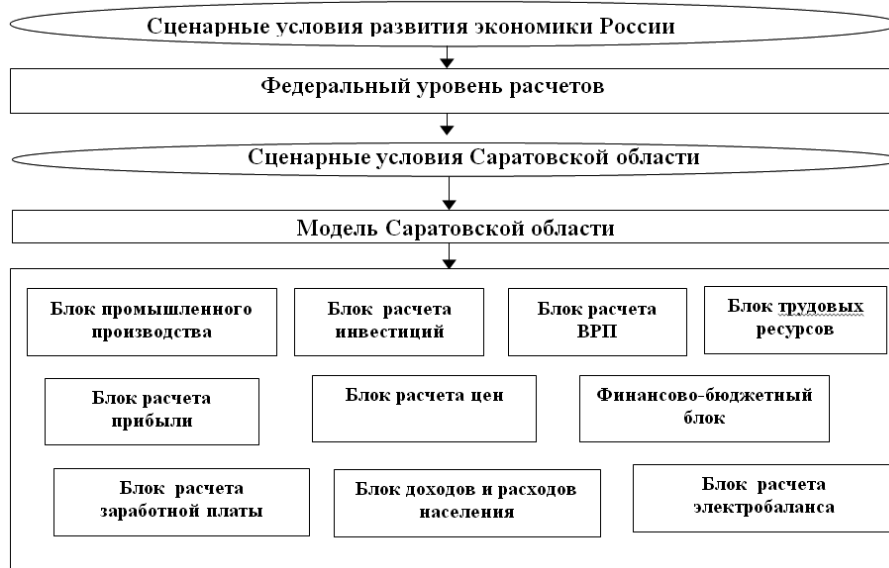 Сценарные условия развития экономики России
Федеральный уровень расчетов
Сценарные условия Саратовской области
Модель Саратовской области
Блок промышленного
производства
Блок расчета
инвестиций
Блок расчета
ВРП
Блок трудовых
ресурсов
Блок расчета
прибыли
Блок расчета цен
Финансово-бюджетный
блок
Блок расчета
заработной платы
Блок доходов и расходов
населения
Блок расчета
электробаланса